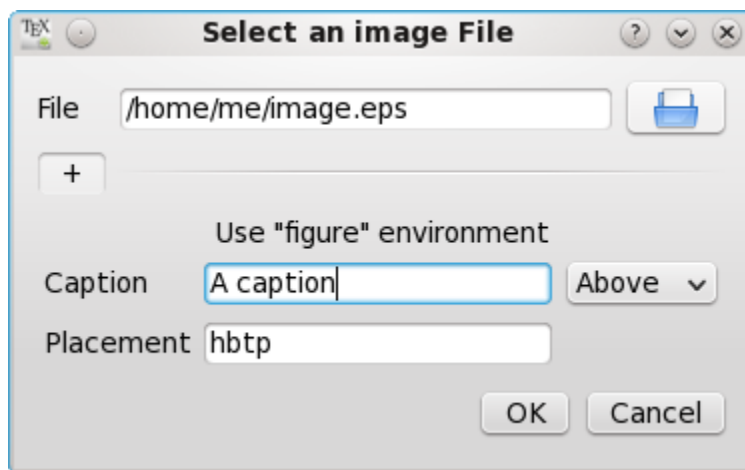 TEX Select an image File ?
File /home/me/image.eps
+
Use "figure" environment
Caption A caption Above
Placement hbtp
OK Cancel